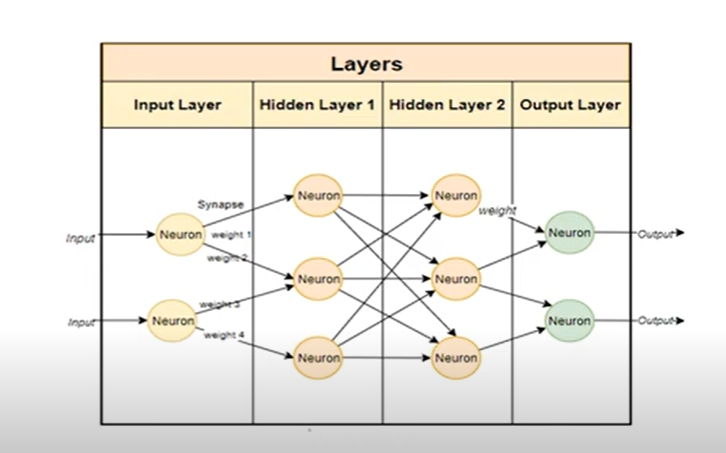 Layers
Input Layer
Hidden Layer 1
Hidden Layer 2
Output Layer
Synapse
Neuron
Neuron
weight
Input
Neuron
weight 1
Neuron
Output
weight 2
Neuron
Neuron
weight 3
Input
Neuron
Neuron
Output
weight 4
Neuron
Neuron